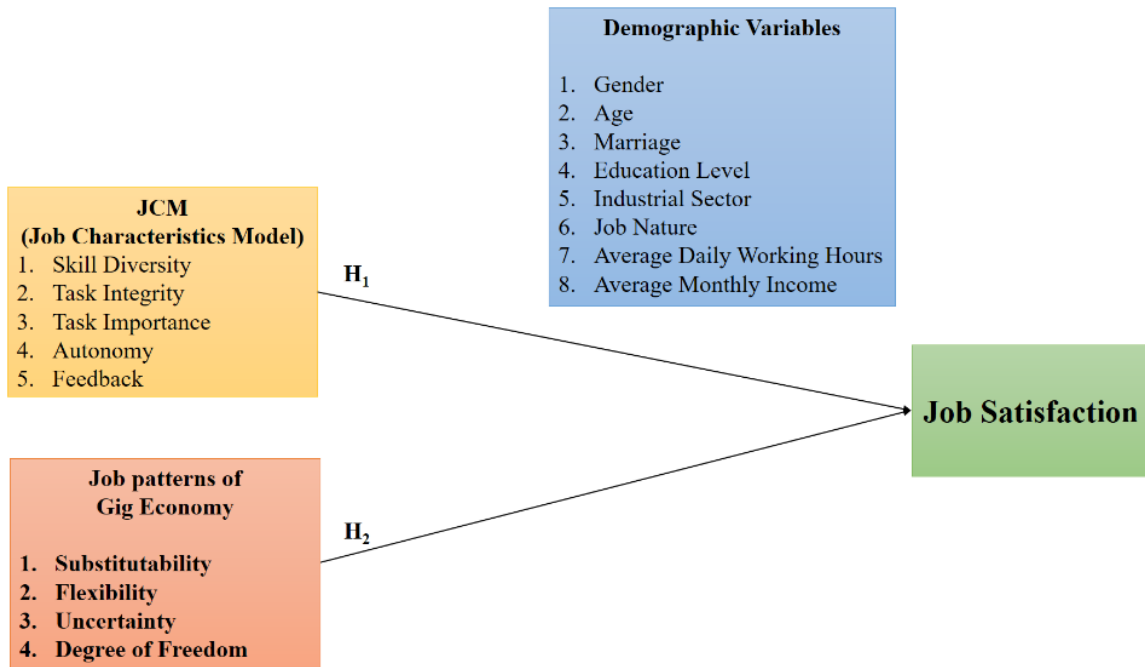 Demographic Variables
1. Gender
2. Age
3. Marriage
4. Education Level
5. Industrial Sector
6. Job Nature
7. Average Daily Working Hours
8. Average Monthly Income
JCM
(Job Characteristics Model)
1. Skill Diversity
2. Task Integrity
3. Task Importance
4. Autonomy
5. Feedback
H₁
Job Satisfaction
Job patterns of
Gig Economy
1. Substitutability
2. Flexibility
3. Uncertainty
4. Degree of Freedom
H₂